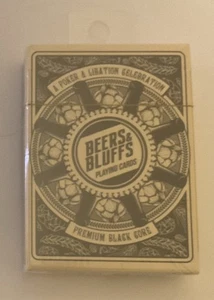 A POKER & LIBATION CELEBRATION
BEERS &
BLUFFS
PLAYING CARDS
PREMIUM BLACK CORE